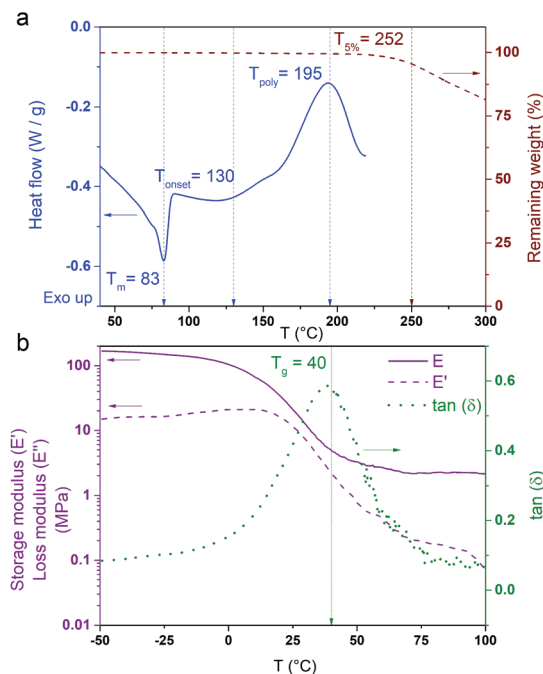 a
0.0
-0.2
-0.4
-0.6
Heat flow (W / g)
Exo up
T5% = 252
Tpoly = 195
Tonset = 130
Tm = 83
100
75
50
25
0
Remaining weight (%)
50 100 150 200 250 300
T (°C)
b
Tg = 40
E
E'
tan (δ)
100
10
1
0.1
0.01
Storage modulus (E')
Loss modulus (E'')
(MPa)
0.6
0.4
0.2
0.0
tan (δ)
-50 -25 0 25 50 75 100
T (°C)